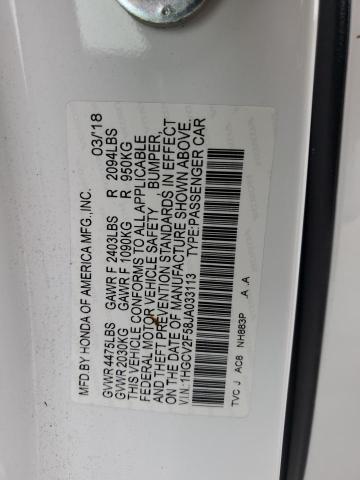 MFD.BY HONDA OF AMERICA MFG.,INC. 03/'18
GVWR 4475LBS GAWR F 2403LBS R 2094LBS
GVWR 2030KG GAWR F 1090KG R 950KG
THIS VEHICLE CONFORMS TO ALL APPLICABLE
FEDERAL MOTOR VEHICLE SAFETY , BUMPER,
AND THEFT PREVENTION STANDARDS IN EFFECT
ON THE DATE OF MANUFACTURE SHOWN ABOVE.
V.I.N: 1HGCV2F58JA033113 TYPE:PASSENGER CAR
TVC J AC8 NH883P .A .A